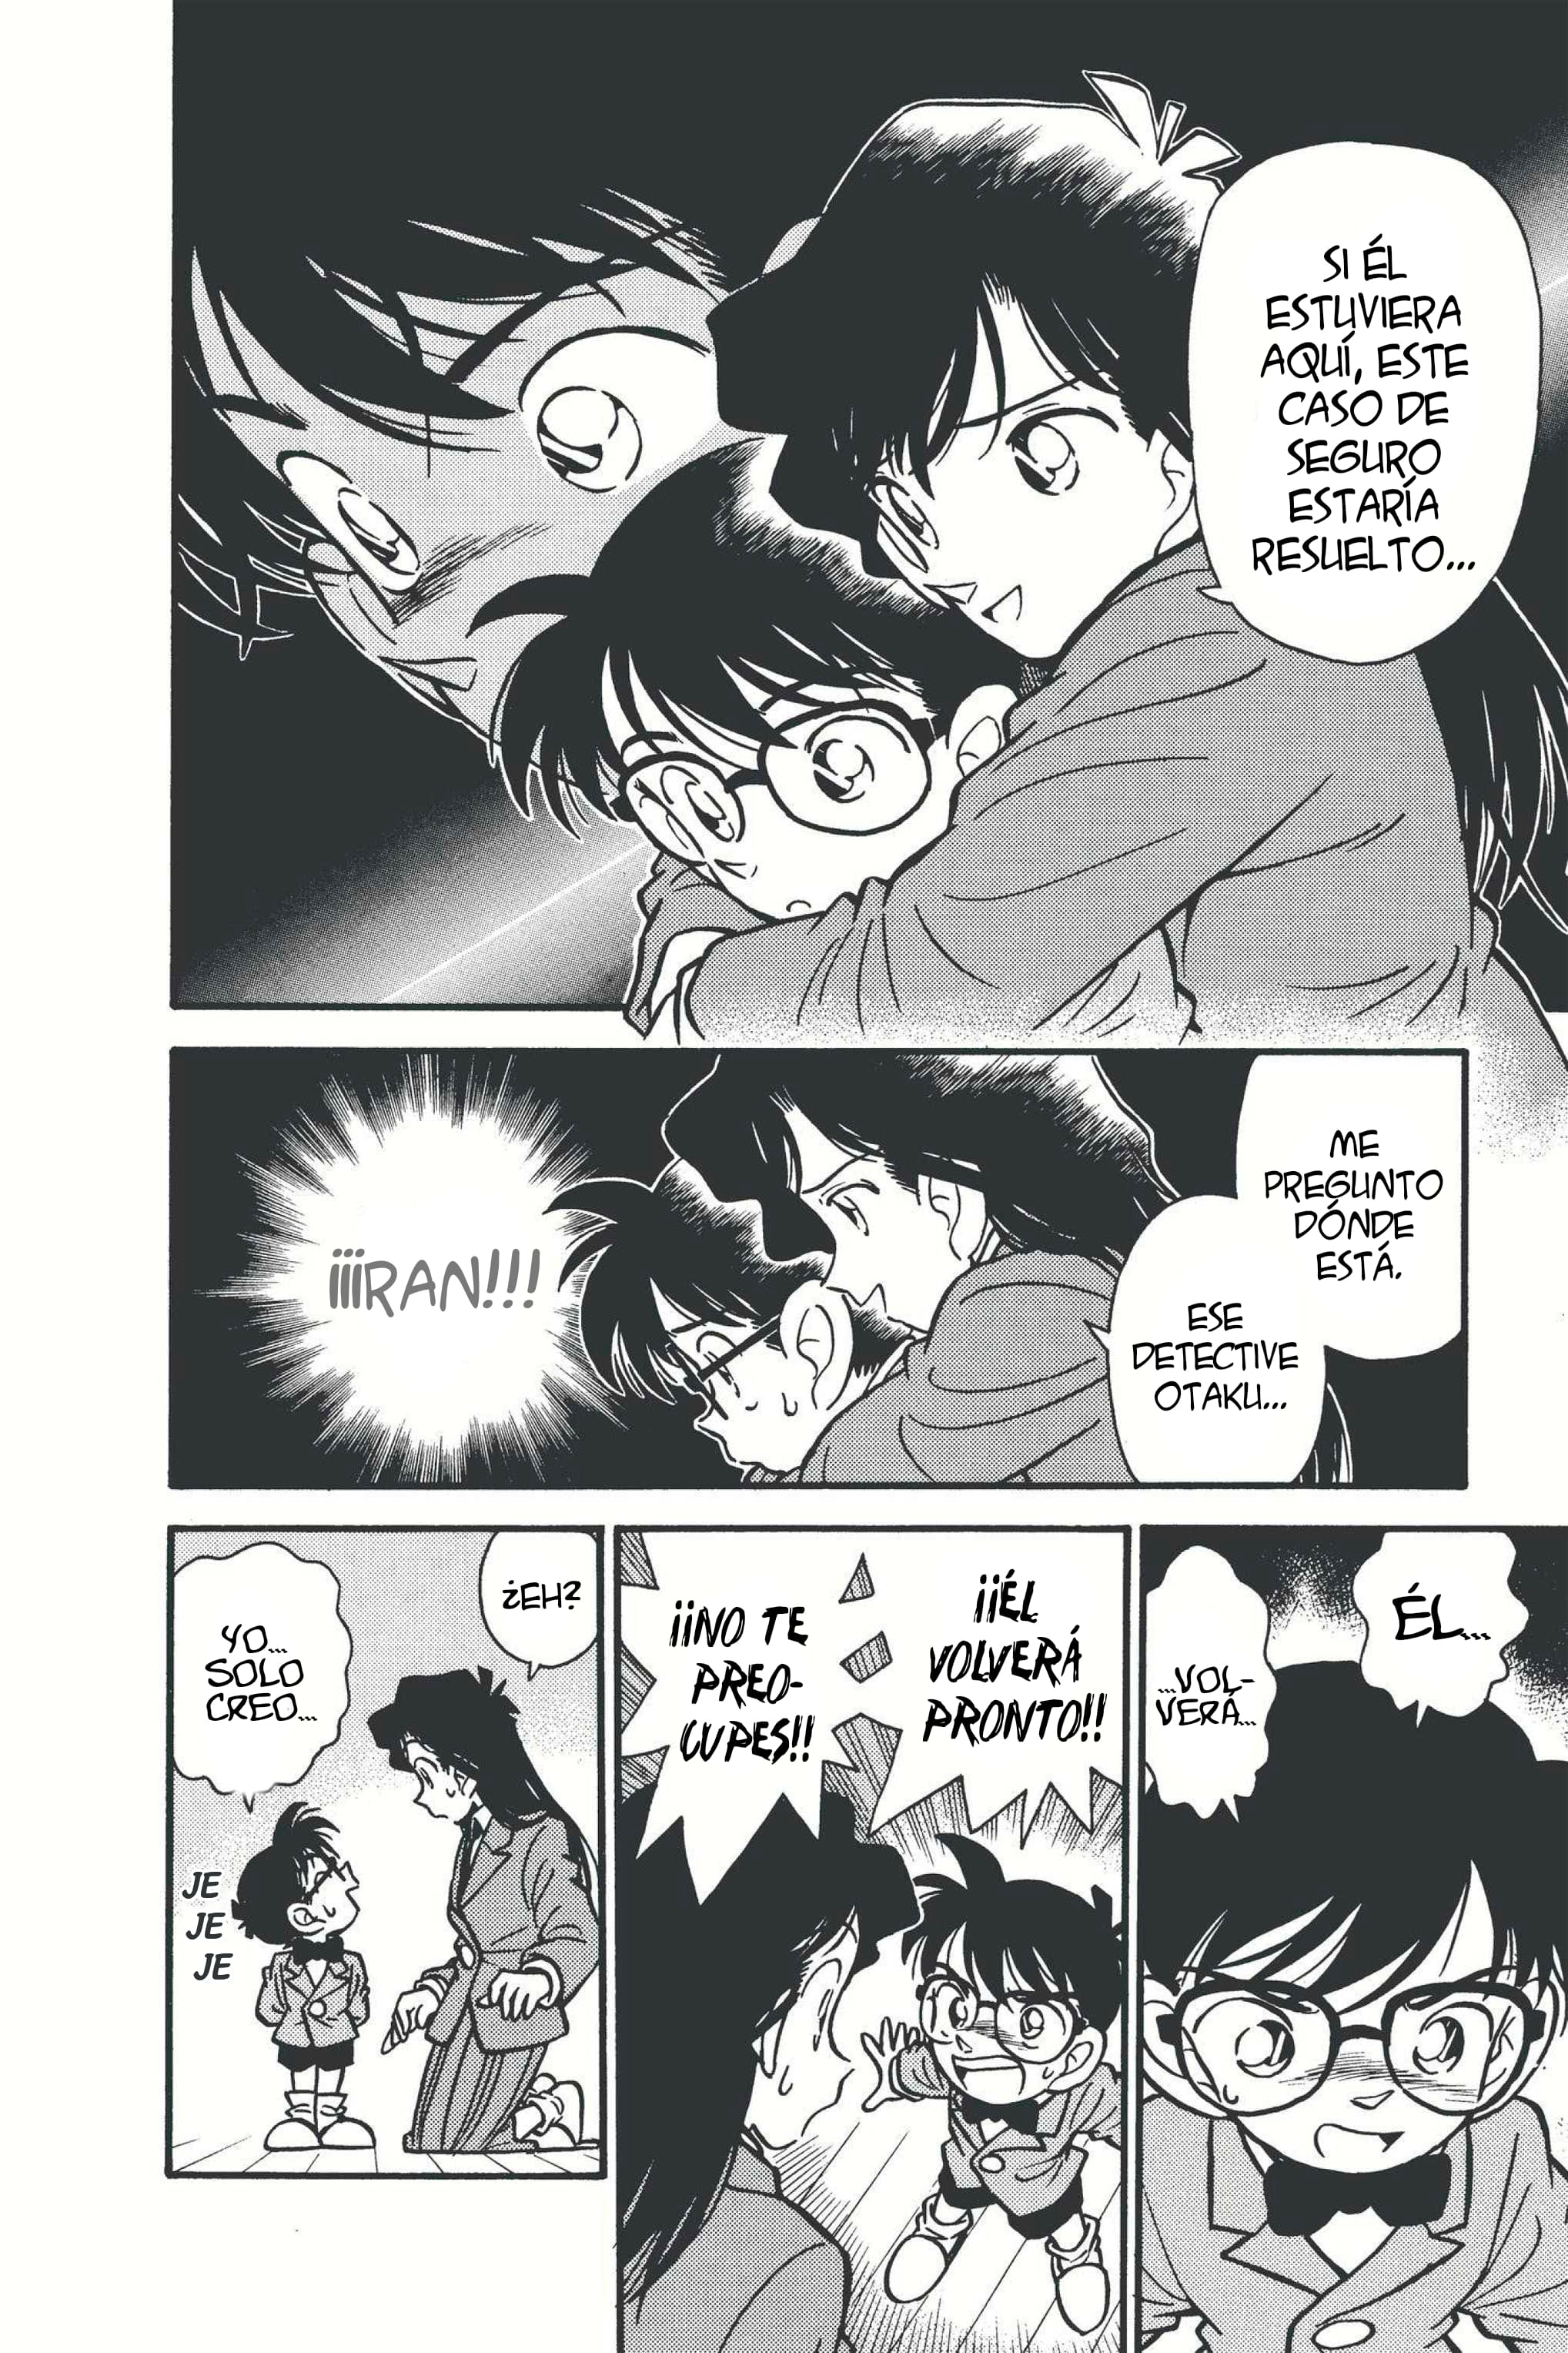 SI ÉL
ESTUVIERA
AQUÍ, ESTE
CASO DE
SEGURO
ESTARÍA
RESUELTO...
ME
PREGUNTO
DÓNDE
ESTÁ.
ESE
DETECTIVE
OTAKU...
¡¡¡RAN!!!
ÉL...
...VOL-
VERÁ...
¡¡ÉL
VOLVERÁ
PRONTO!!
¡¡NO TE
PREO-
CUPES!!
¿EH?
YO...
SOLO
CREO...
JE
JE
JE